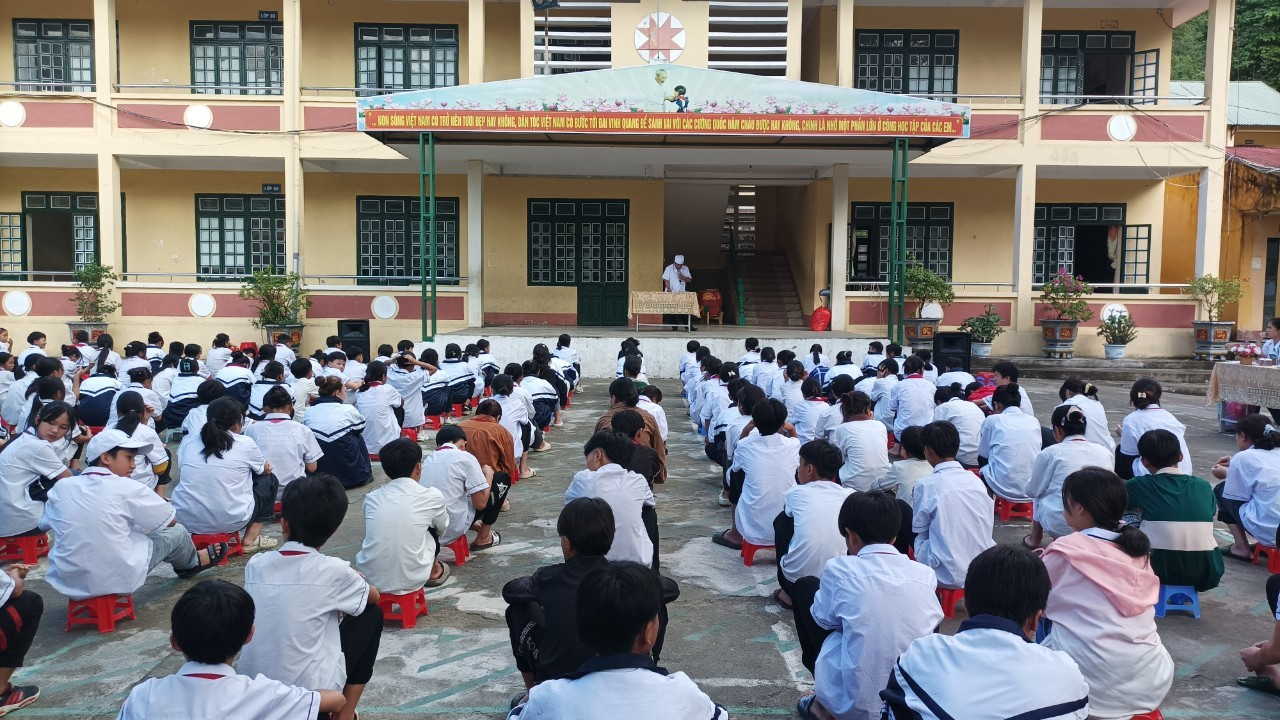 ...NON SÔNG VIỆT NAM CÓ TRỞ NÊN TƯƠI ĐẸP HAY KHÔNG, DÂN TỘC VIỆT NAM CÓ BƯỚC TỚI ĐÀI VINH QUANG ĐỂ SÁNH VAI VỚI CÁC CƯỜNG QUỐC NĂM CHÂU ĐƯỢC HAY KHÔNG, CHÍNH LÀ NHỜ MỘT PHẦN LỚN Ở CÔNG HỌC TẬP CỦA CÁC EM...